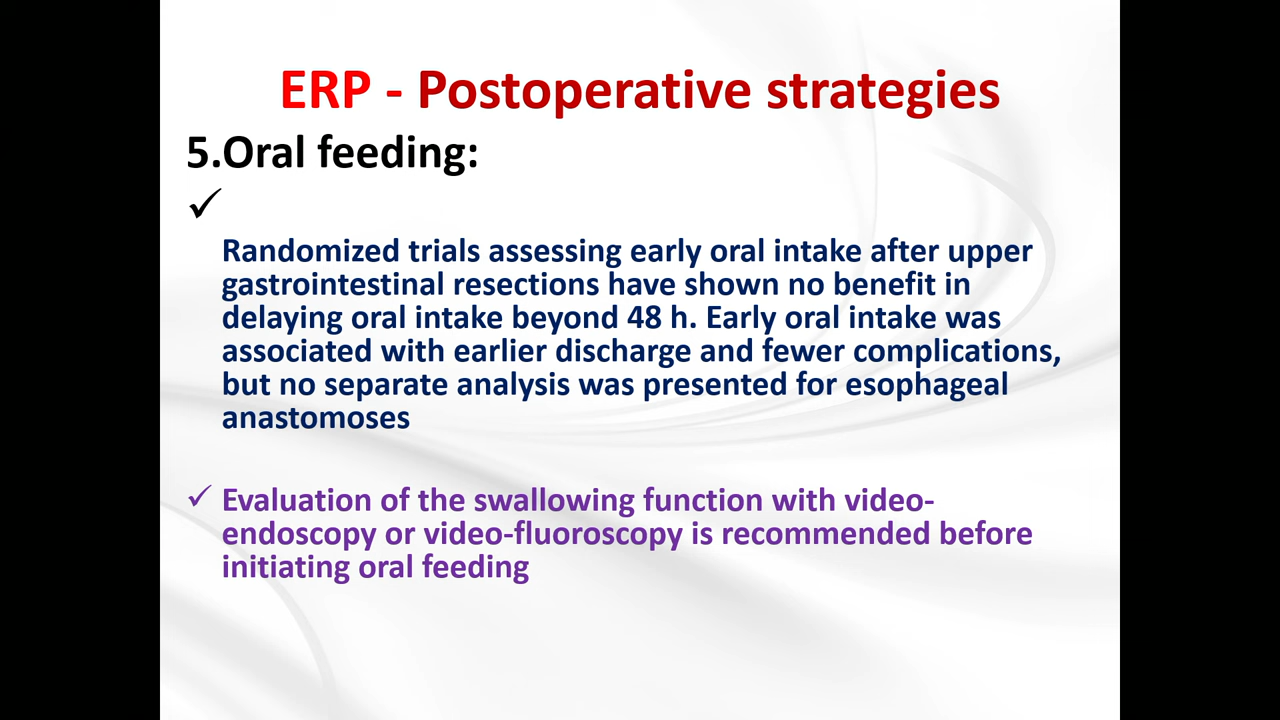 ERP - Postoperative strategies
5.Oral feeding:
✓
Randomized trials assessing early oral intake after upper
gastrointestinal resections have shown no benefit in
delaying oral intake beyond 48 h. Early oral intake was
associated with earlier discharge and fewer complications,
but no separate analysis was presented for esophageal
anastomoses
✓ Evaluation of the swallowing function with video-
endoscopy or video-fluoroscopy is recommended before
initiating oral feeding